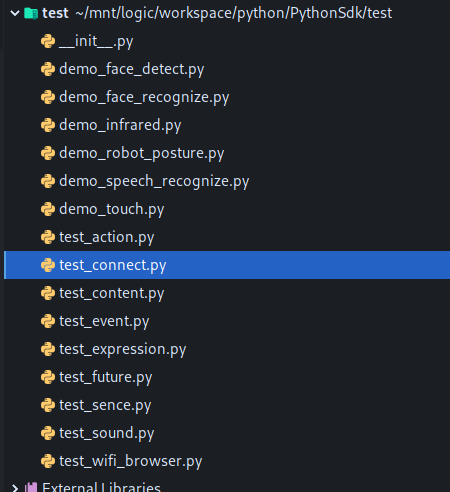 test ~/mnt/logic/workspace/python/PythonSdk/test
__init__.py
demo_face_detect.py
demo_face_recognize.py
demo_infrared.py
demo_robot_posture.py
demo_speech_recognize.py
demo_touch.py
test_action.py
test_connect.py
test_content.py
test_event.py
test_expression.py
test_future.py
test_sence.py
test_sound.py
test_wifi_browser.py
External Libraries